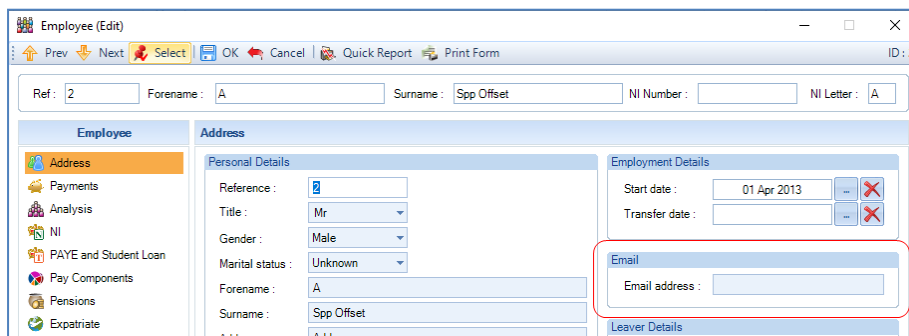 Employee (Edit)
Prev Next Select OK Cancel Quick Report Print Form ID :
Ref : 2 Forename : A Surname : Spp Offset NI Number : NI Letter : A
Employee
Address
Payments
Analysis
NI
PAYE and Student Loan
Pay Components
Pensions
Expatriate
Address
Personal Details
Reference : 2
Title : Mr
Gender : Male
Marital status : Unknown
Forename : A
Surname : Spp Offset
Employment Details
Start date : 01 Apr 2013 ...
Transfer date : ...
Email
Email address :
Leaver Details